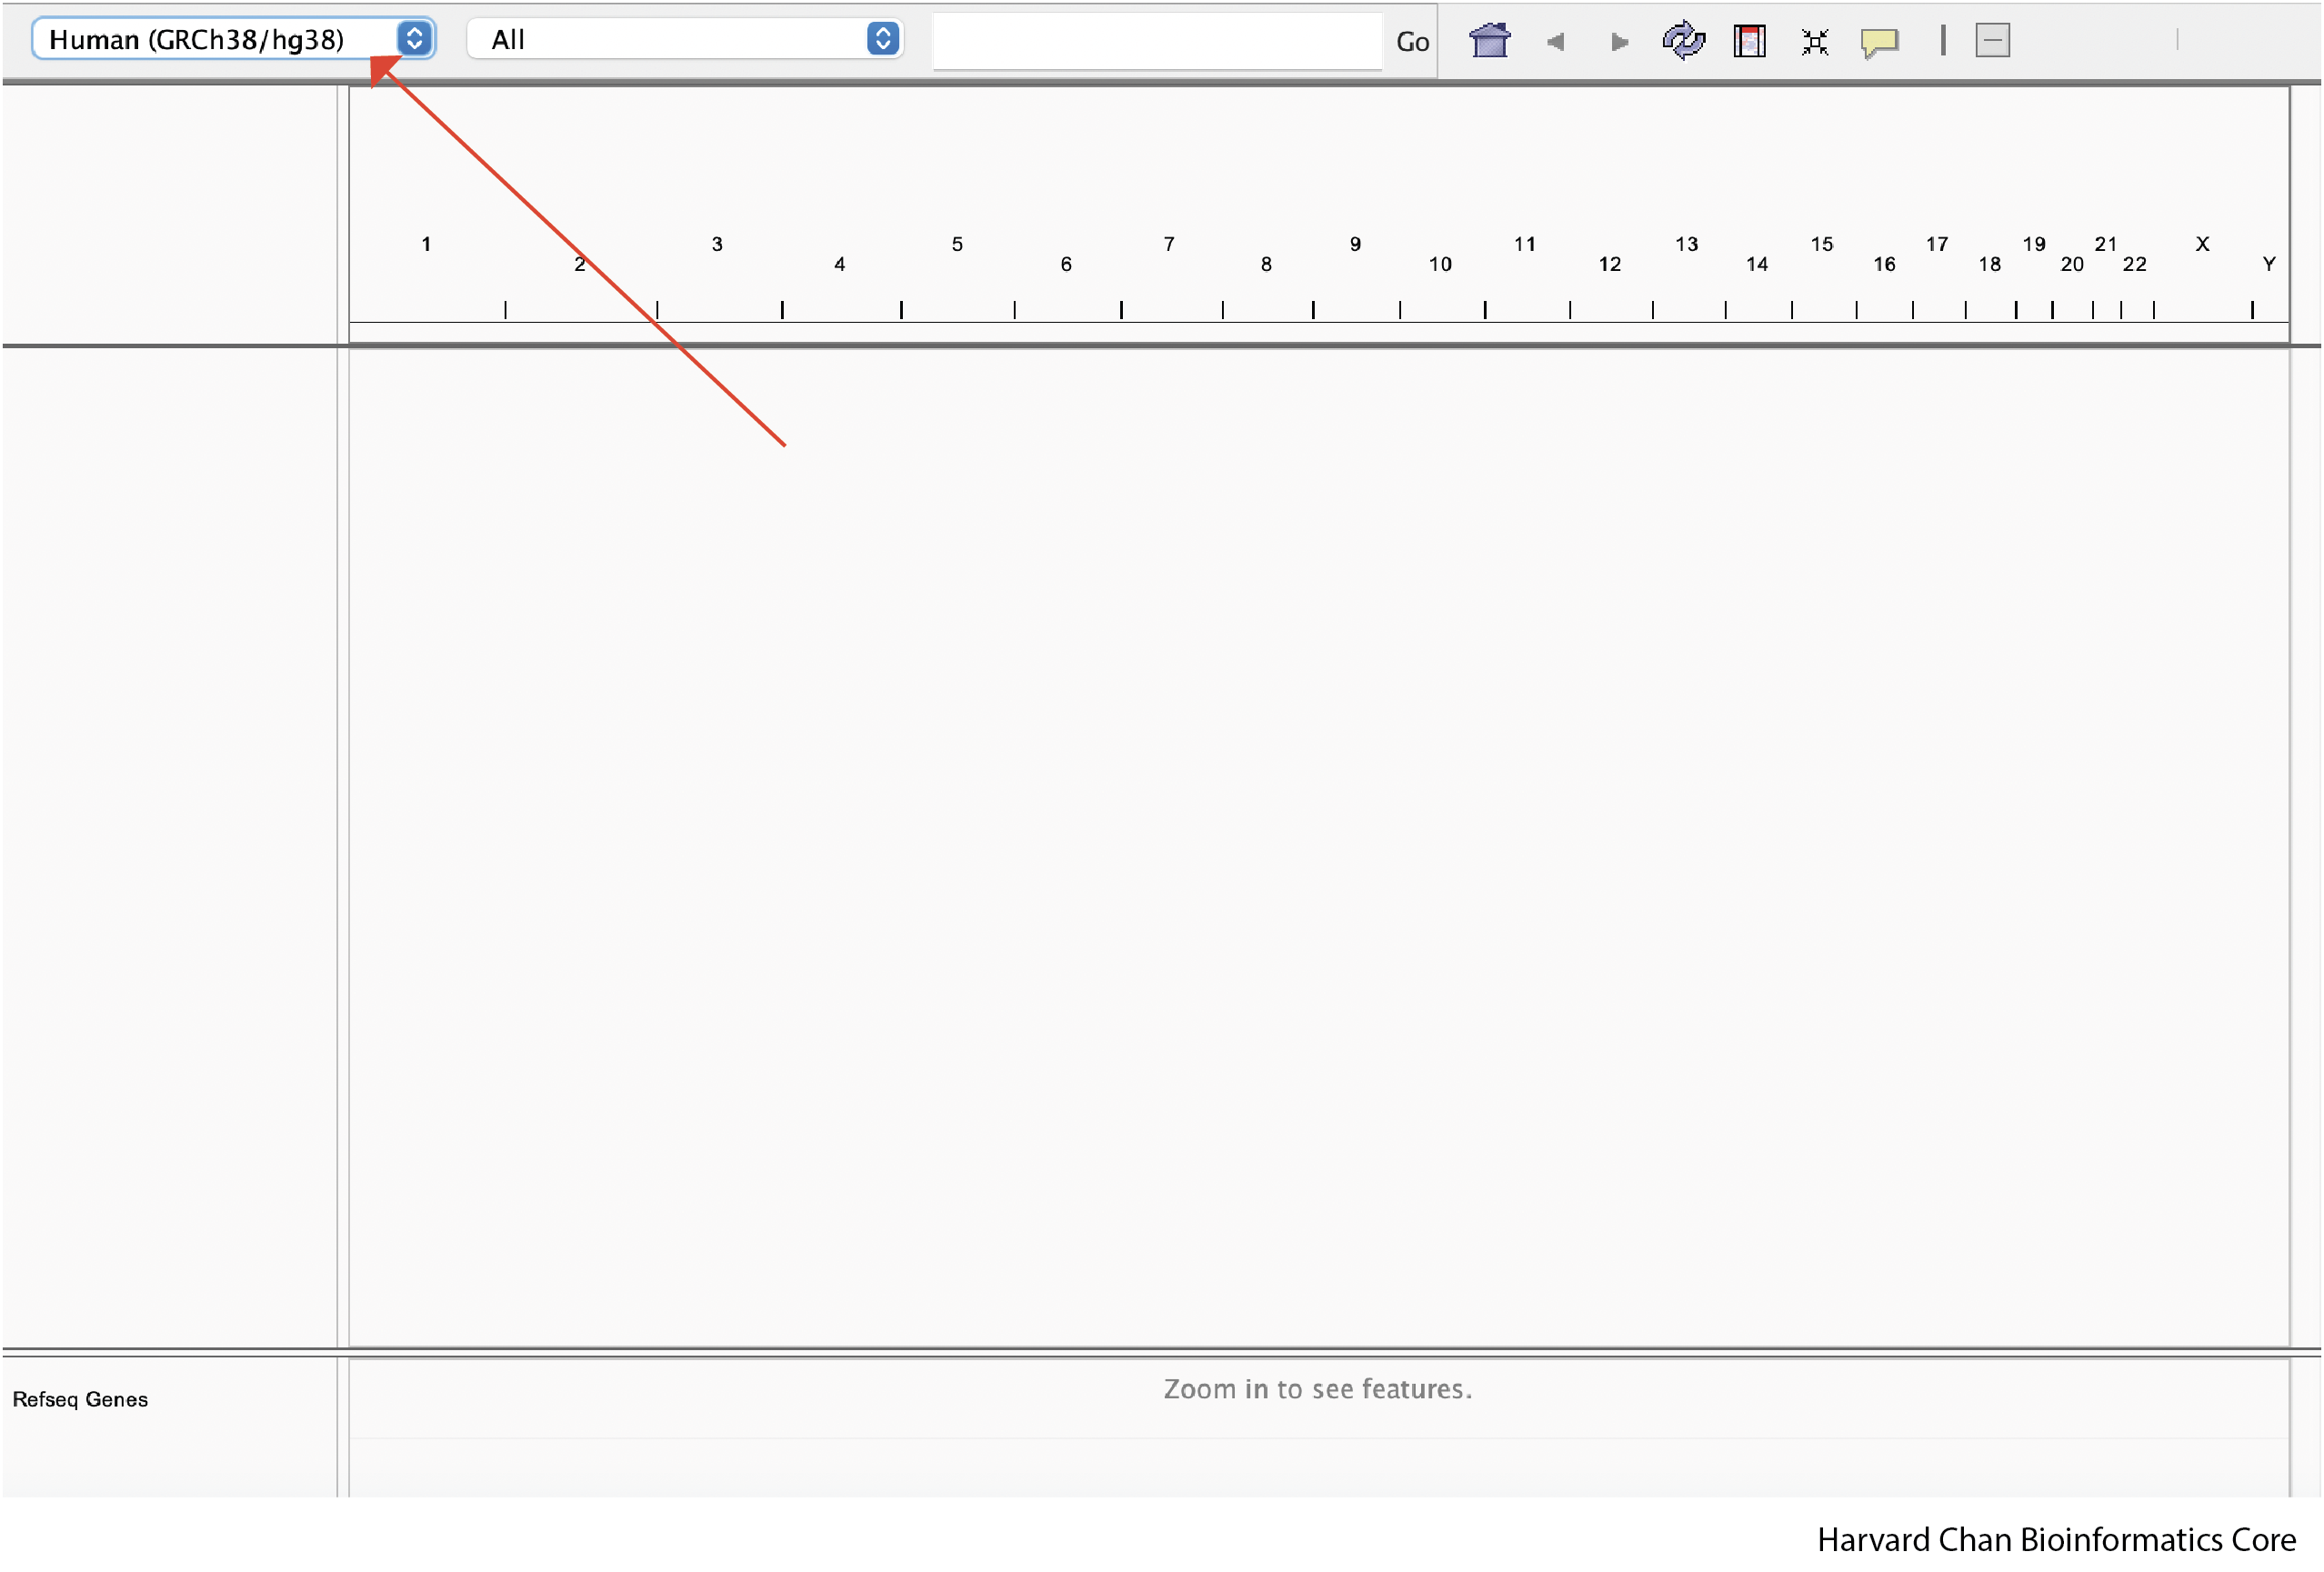 Human (GRCh38/hg38) All Go
1 3 5 7 9 11 13 15 17 19 21 X
2 4 6 8 10 12 14 16 18 20 22 Y
Refseq Genes
Zoom in to see features.
Harvard Chan Bioinformatics Core